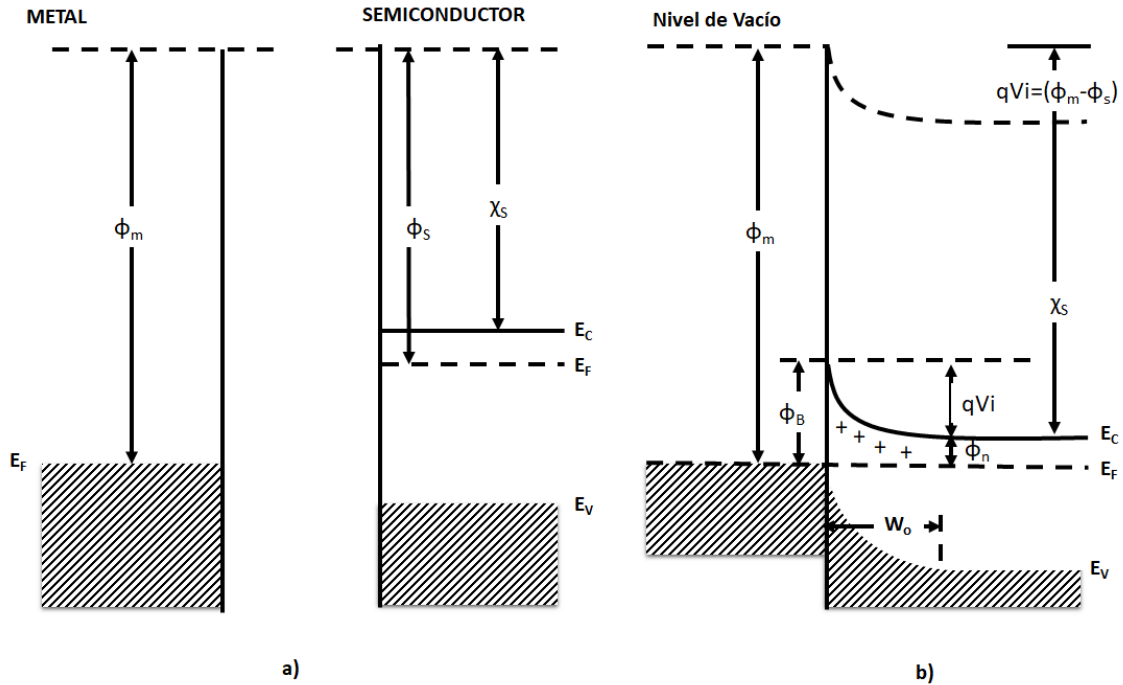 METAL
SEMICONDUCTOR
Nivel de Vacío
qVi=(ϕm-ϕs)
ϕm
ϕS
χS
ϕm
χS
EC
EF
ϕB
qVi
+ + + +
ϕn
EC
EF
EF
EV
Wo
EV
a)
b)